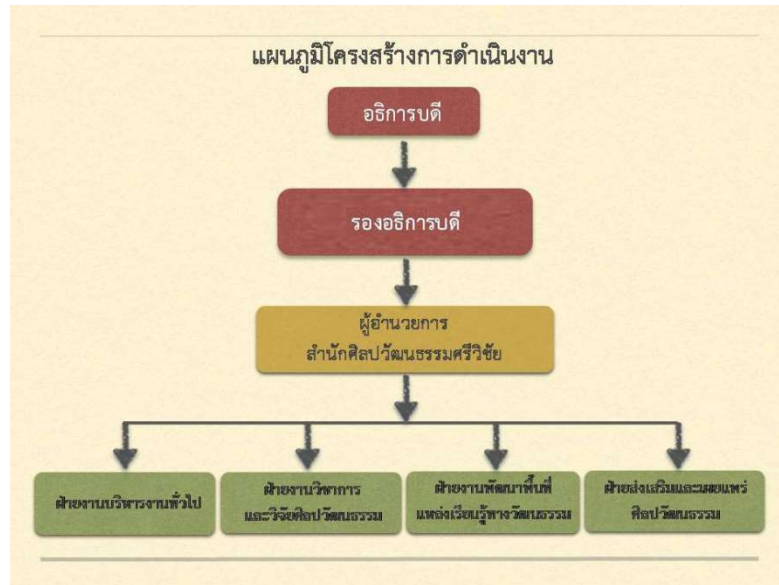 แผนภูมิโครงสร้างการดำเนินงาน
อธิการบดี
รองอธิการบดี
ผู้อำนวยการ
สำนักศิลปวัฒนธรรมศรีวิชัย
ฝ่ายงานบริหารงานทั่วไป
ฝ่ายงานวิชาการ
และวิจัยศิลปวัฒนธรรม
ฝ่ายงานพัฒนาพื้นที่
แหล่งเรียนรู้ทางวัฒนธรรม
ฝ่ายส่งเสริมและเผยแพร่
ศิลปวัฒนธรรม